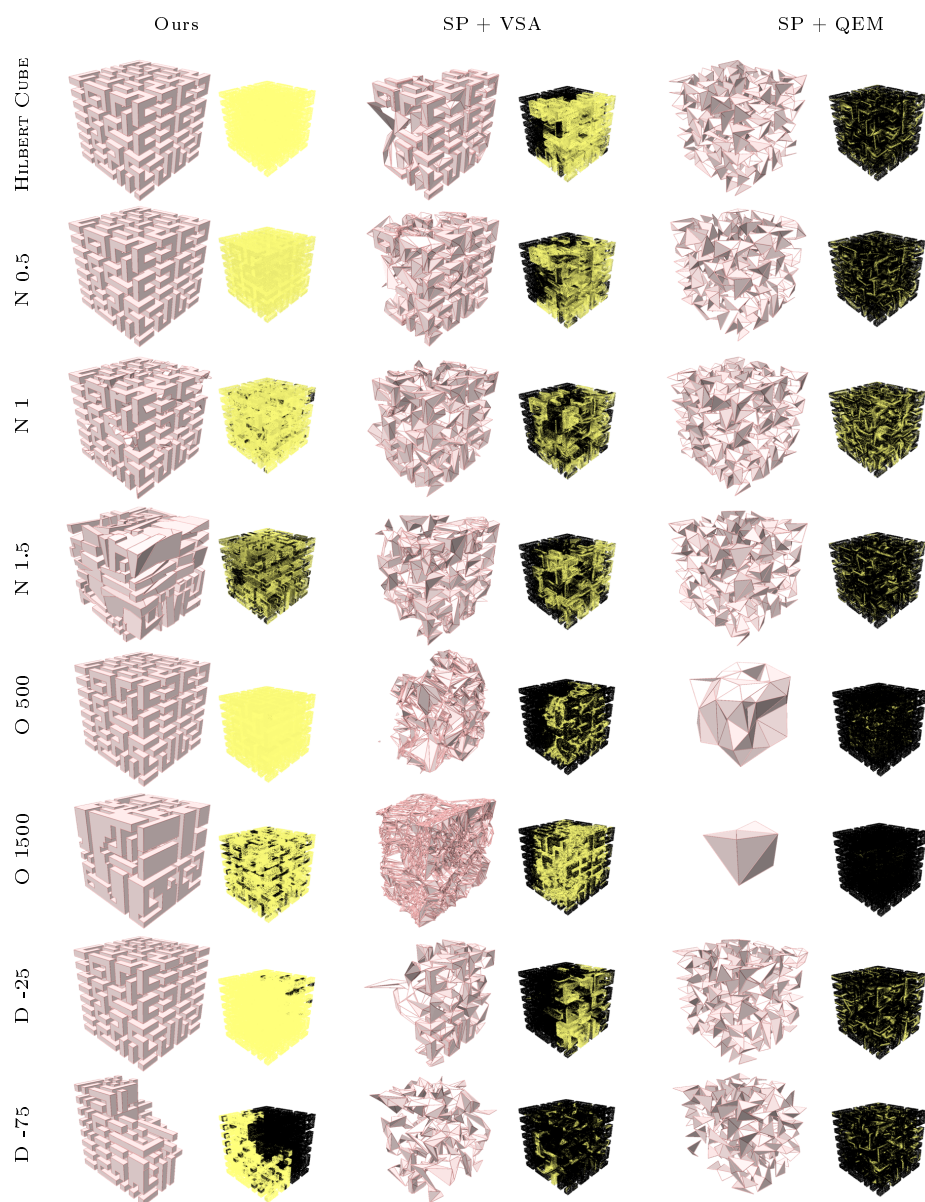 Ours SP + VSA SP + QEM
Hilbert Cube
N 0.5
N 1
N 1.5
O 500
O 1500
D -25
D -75